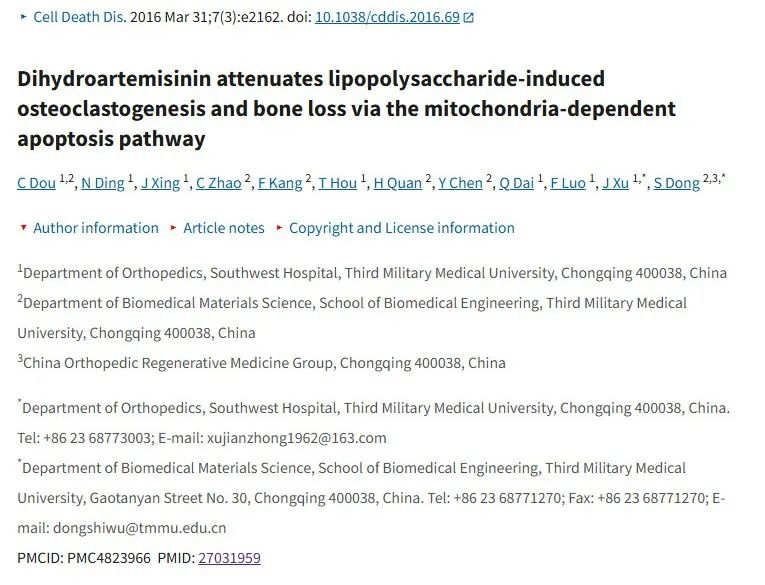 ▸ Cell Death Dis. 2016 Mar 31;7(3):e2162. doi: 10.1038/cddis.2016.69
Dihydroartemisinin attenuates lipopolysaccharide-induced
osteoclastogenesis and bone loss via the mitochondria-dependent
apoptosis pathway
C Dou 1,2, N Ding 1, J Xing 1, C Zhao 2, F Kang 2, T Hou 1, H Quan 2, Y Chen 2, Q Dai 1, F Luo 1, J Xu 1,*, S Dong 2,3,*
▾ Author information ▸ Article notes ▸ Copyright and License information
1Department of Orthopedics, Southwest Hospital, Third Military Medical University, Chongqing 400038, China
2Department of Biomedical Materials Science, School of Biomedical Engineering, Third Military Medical
University, Chongqing 400038, China
3China Orthopedic Regenerative Medicine Group, Chongqing 400038, China
*Department of Orthopedics, Southwest Hospital, Third Military Medical University, Chongqing 400038, China.
Tel: +86 23 68773003; E-mail: xujianzhong1962@163.com
*Department of Biomedical Materials Science, School of Biomedical Engineering, Third Military Medical
University, Gaotanyan Street No. 30, Chongqing 400038, China. Tel: +86 23 68771270; Fax: +86 23 68771270; E-
mail: dongshiwu@tmmu.edu.cn
PMCID: PMC4823966 PMID: 27031959